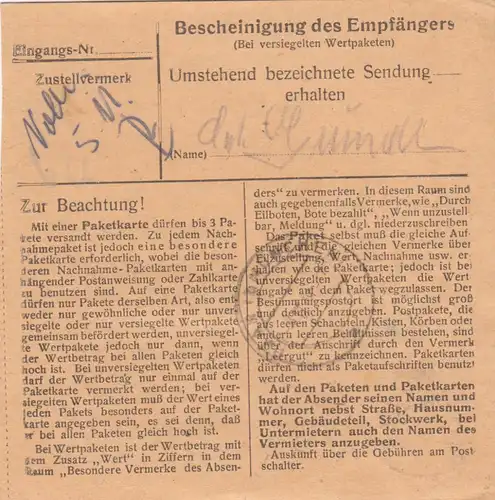 Bescheinigung des Empfängers
(Bei versiegelten Wertpaketen)
Eingangs-Nr.
Zustellvermerk
Umstehend bezeichnete Sendung
erhalten
(Name)
Zur Beachtung!
Mit einer Paketkarte dürfen bis 3 Pa-
kete versandt werden. Zu jedem Nach-
nahmepaket ist jedoch eine besondere
Paketkarte erforderlich, wobei die beson-
deren Nachnahme-Paketkarten mit an-
hängender Postanweisung oder Zahlkarte
zu benutzen sind. Auf eine Paketkarte
dürfen nur Pakete derselben Art, also ent-
weder nur gewöhnliche oder nur unver-
siegelte oder nur versiegelte Wertpakete
gemeinsam befördert werden, unversiegel-
te Wertpakete jedoch nur dann, wenn
der Wertbetrag bei allen Paketen gleich
hoch ist. Bei unversiegelten Wertpaketen
darf der Wertbetrag nur einmal auf der
Paketkarte vermerkt werden; bei ver-
siegelten Wertpaketen muß der Wert eines
jeden Pakets besonders auf der Paket-
karte angegeben sein, es sei denn, daß
er bei allen Paketen gleich hoch ist.
Bei Wertpaketen ist der Wertbetrag mit
dem Zusatz „Wert" in Ziffern in dem
Raum „Besondere Vermerke des Absen-
ders" zu vermerken. In diesem Raum sind
auch gegebenenfalls Vermerke, wie „Durch
Eilboten, Bote bezahlt", „Wenn unzustell
bar, Meldung" u. dgl. niederzuschreiben
Das Paket selbst muß die gleiche Auf
schrift und die gleichen Vermerke über
Eilzustellung, Wert, Nachnahme usw. er-
halten wie die Paketkarte; jedoch ist bei
unversiegelten Wertpaketen die Wert
angabe auf dem Paket wegzulassen. Der
Bestimmungspostort ist möglichst groß
und deutlich anzugeben. Postpakete, die
aus leeren Schachteln, Kisten, Körben oder
andern leeren Behältnissen bestehen, sind
über der Anschrift durch den Vermerk
„Leergut" zu kennzeichnen. Paketkarten
dürfen nicht als Paketaufschriften benutzt
werden.
Auf den Paketen und Paketkarten
hat der Absender seinen Namen und
Wohnort nebst Straße, Hausnum-
mer, Gebäudeteil, Stockwerk, bei
Untermietern auch den Namen des
Vermieters anzugeben.
Auskunft über die Gebühren am Post
schalter.